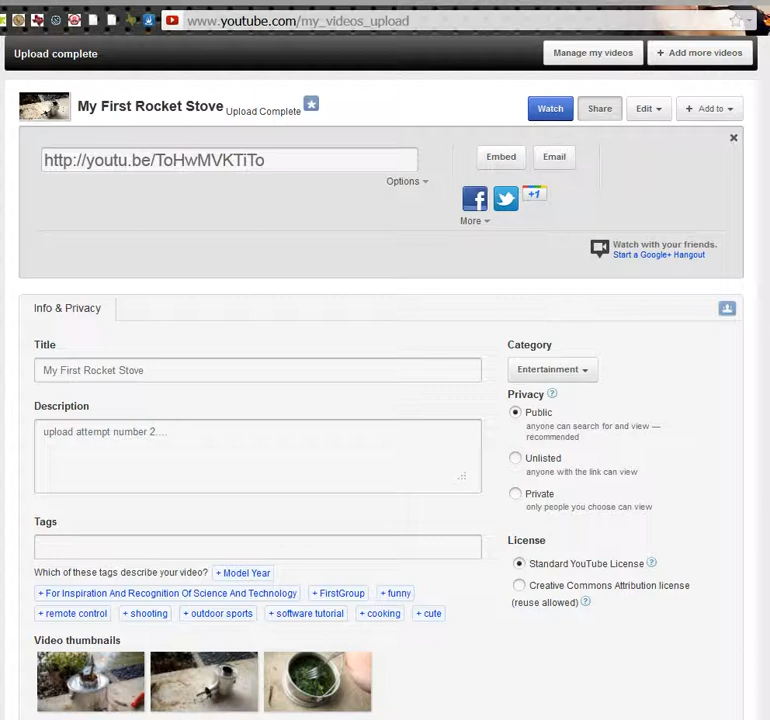 www.youtube.com/my_videos_upload
Upload complete
Manage my videos
+ Add more videos
My First Rocket Stove Upload Complete
Watch
Share
Edit
+ Add to
http://youtu.be/ToHwMVKTiTo
Embed
Email
Options
+1
More
Watch with your friends.
Start a Google+ Hangout
Info & Privacy
Title
My First Rocket Stove
Description
upload attempt number 2....
Tags
Which of these tags describe your video? + Model Year
+ For Inspiration And Recognition Of Science And Technology + FirstGroup + funny
+ remote control + shooting + outdoor sports + software tutorial + cooking + cute
Video thumbnails
Category
Entertainment
Privacy ?
Public
anyone can search for and view —
recommended
Unlisted
anyone with the link can view
Private
only people you choose can view
License
Standard YouTube License ?
Creative Commons Attribution license
(reuse allowed) ?